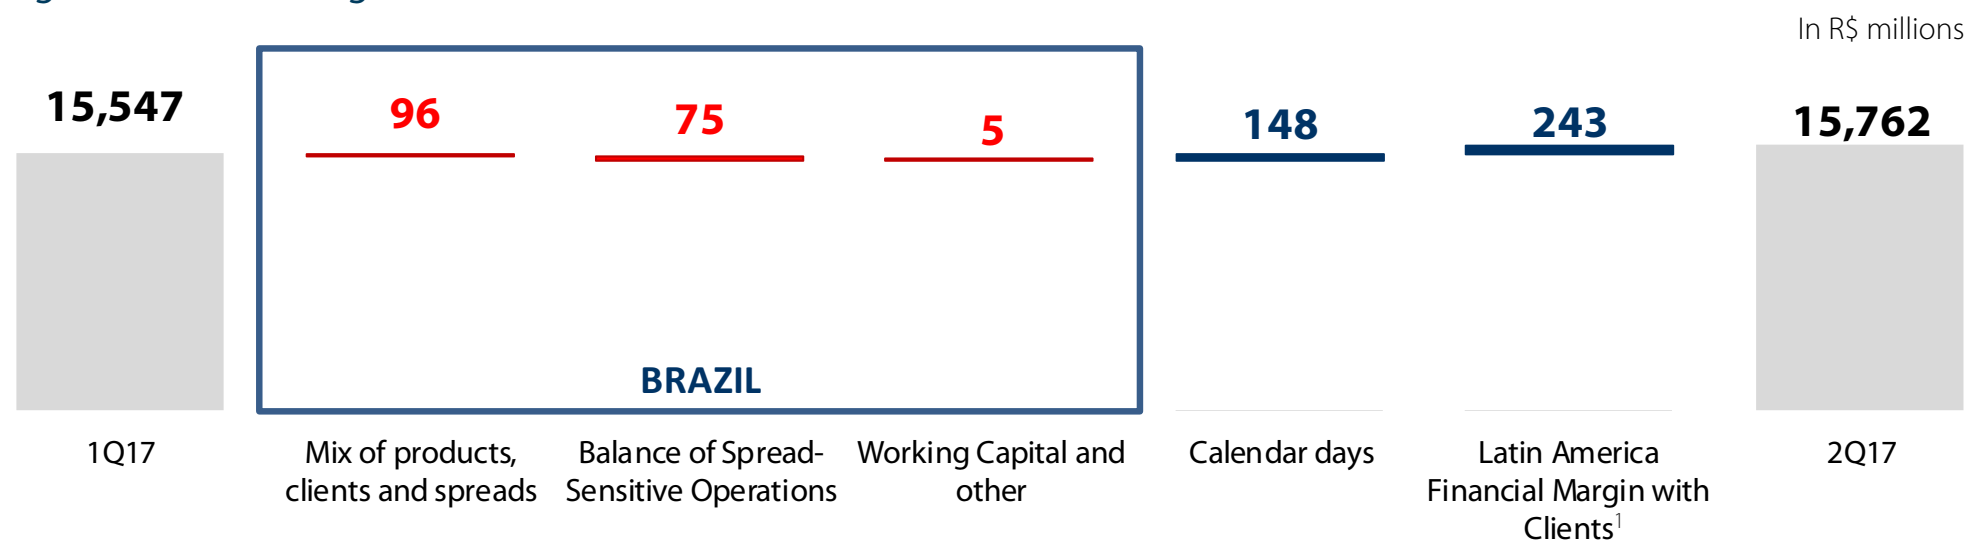 In R$ millions
15,547
96
75
5
148
243
15,762
BRAZIL
1Q17
Mix of products,
clients and spreads
Balance of Spread-
Sensitive Operations
Working Capital and
other
Calendar days
Latin America
Financial Margin with
Clients1
2Q17